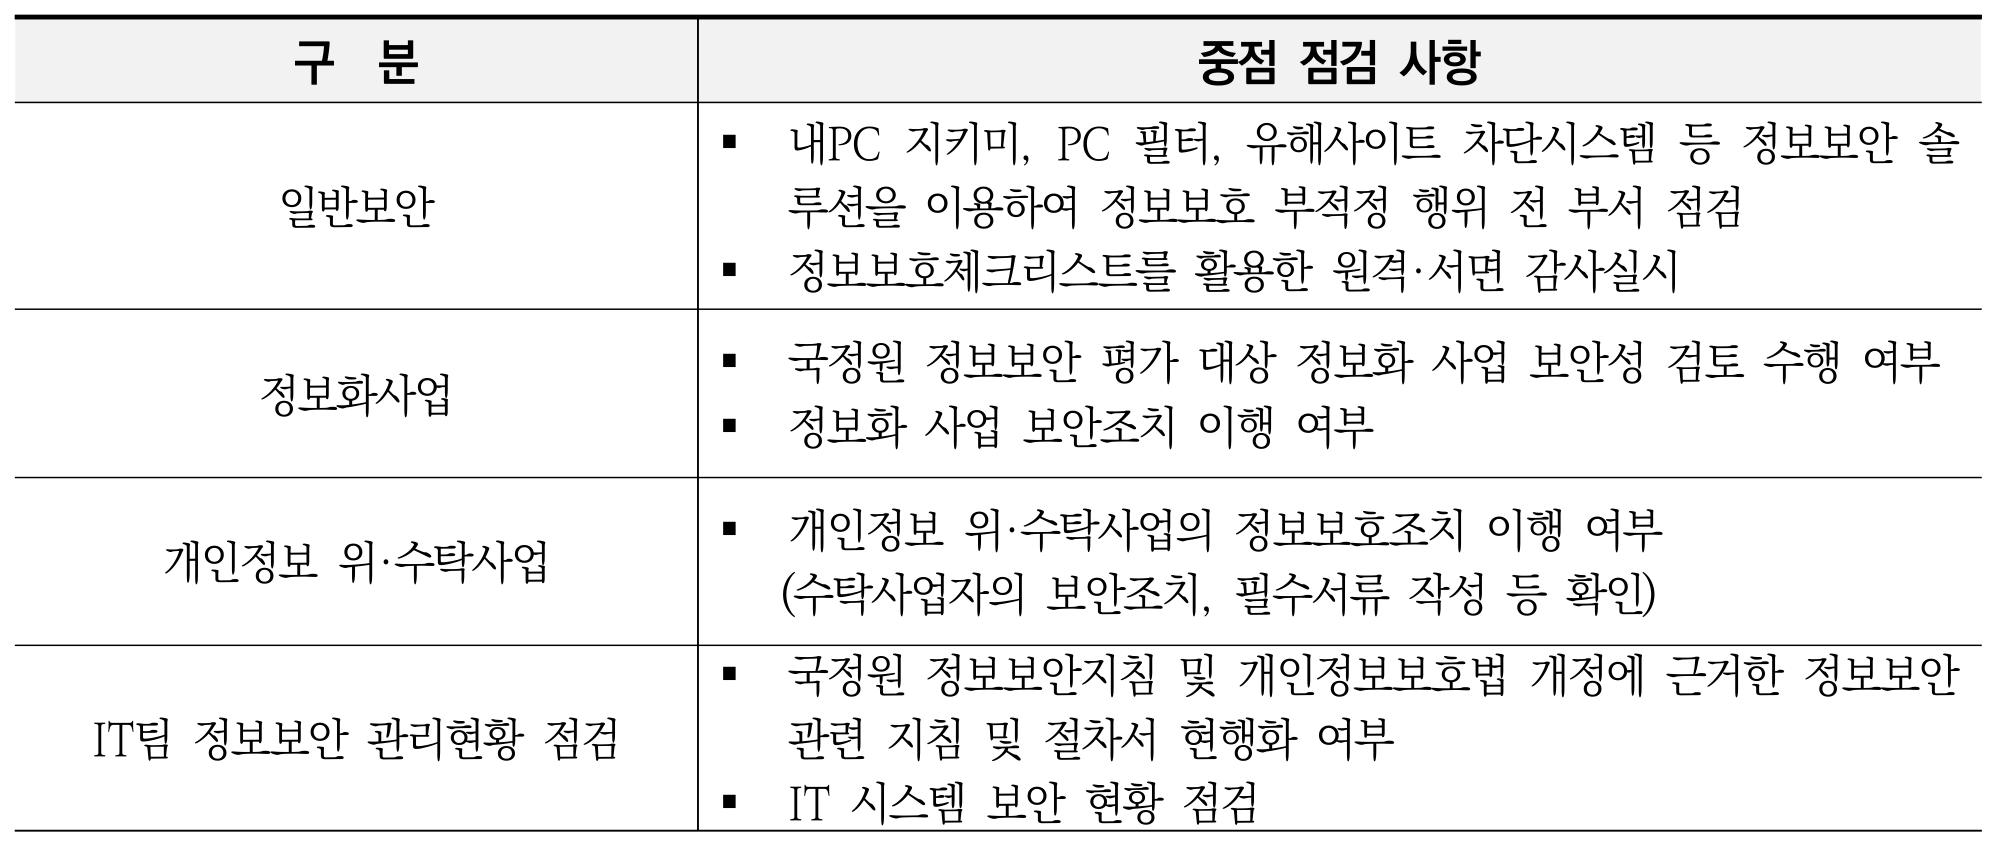 구 분
중점 점검 사항
일반보안
▪ 내PC 지키미, PC 필터, 유해사이트 차단시스템 등 정보보안 솔
루션을 이용하여 정보보호 부적정 행위 전 부서 점검
▪ 정보보호체크리스트를 활용한 원격·서면 감사실시
정보화사업
▪ 국정원 정보보안 평가 대상 정보화 사업 보안성 검토 수행 여부
▪ 정보화 사업 보안조치 이행 여부
개인정보 위·수탁사업
▪ 개인정보 위·수탁사업의 정보보호조치 이행 여부
(수탁사업자의 보안조치, 필수서류 작성 등 확인)
IT팀 정보보안 관리현황 점검
▪ 국정원 정보보안지침 및 개인정보보호법 개정에 근거한 정보보안
관련 지침 및 절차서 현행화 여부
▪ IT 시스템 보안 현황 점검